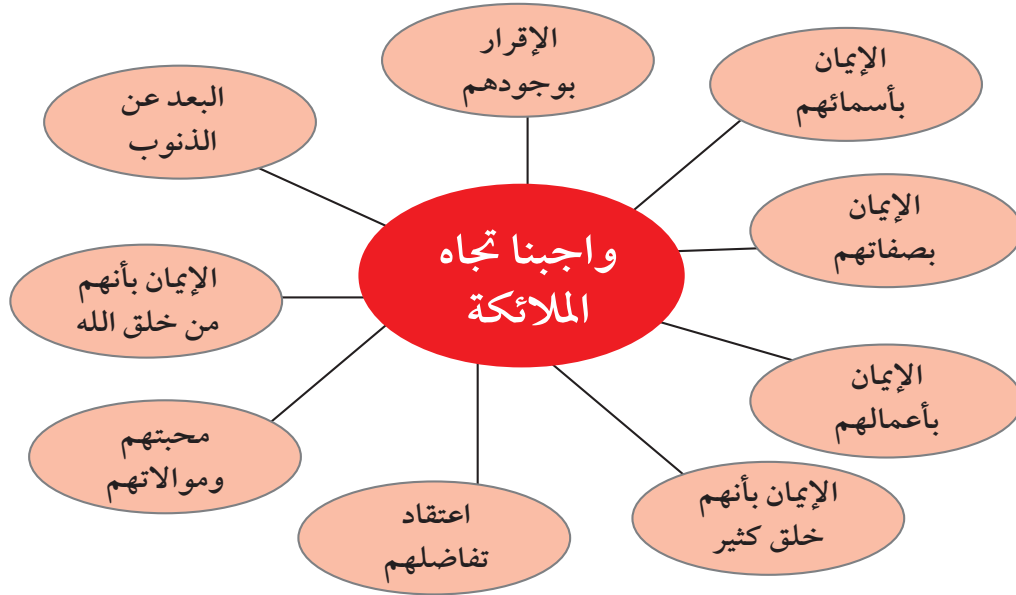 واجبنا تجاه
الملائكة
الإقرار
بوجودهم
الإيمان
بأسمائهم
الإيمان
بصفاتهم
الإيمان
بأعمالهم
الإيمان بأنهم
خلق كثير
اعتقاد
تفاضلهم
محبتهم
وموالاتهم
الإيمان بأنهم
من خلق الله
البعد عن
الذنوب